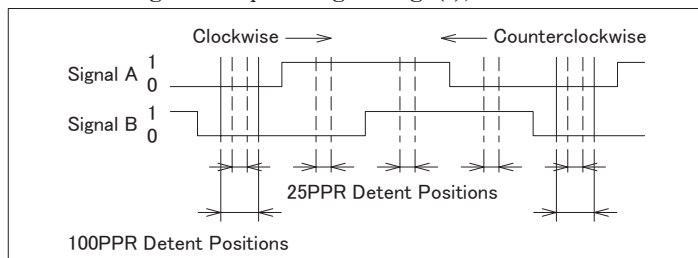 Clockwise Counterclockwise
Signal A 1
0
Signal B 1
0
25PPR Detent Positions
100PPR Detent Positions